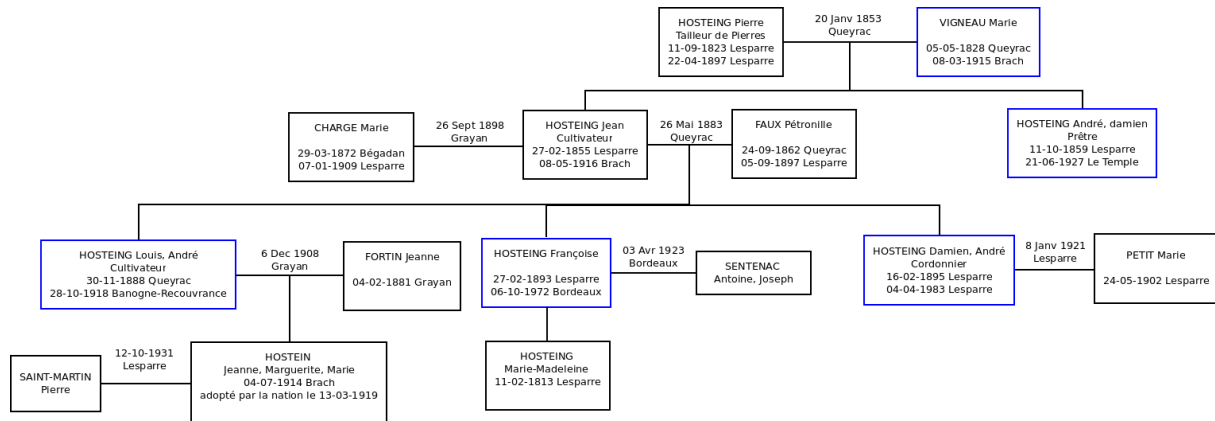 HOSTEING Pierre
Tailleur de Pierres
11-09-1823 Lesparre
22-04-1897 Lesparre
20 Janv 1853
Queyrac
VIGNEAU Marie
05-05-1828 Queyrac
08-03-1915 Brach
CHARGE Marie
29-03-1872 Bégadan
07-01-1909 Lesparre
26 Sept 1898
Grayan
HOSTEING Jean
Cultivateur
27-02-1855 Lesparre
08-05-1916 Brach
26 Mai 1883
Queyrac
FAUX Pétronille
24-09-1862 Queyrac
05-09-1897 Lesparre
HOSTEING André, damien
Prêtre
11-10-1859 Lesparre
21-06-1927 Le Temple
HOSTEING Louis, André
Cultivateur
30-11-1888 Queyrac
28-10-1918 Banogne-Recouvrance
6 Dec 1908
Grayan
FORTIN Jeanne
04-02-1881 Grayan
HOSTEING Françoise
27-02-1893 Lesparre
06-10-1972 Bordeaux
03 Avr 1923
Bordeaux
SENTENAC
Antoine, Joseph
HOSTEING Damien, André
Cordonnier
16-02-1895 Lesparre
04-04-1983 Lesparre
8 Janv 1921
Lesparre
PETIT Marie
24-05-1902 Lesparre
SAINT-MARTIN
Pierre
12-10-1931
Lesparre
HOSTEIN
Jeanne, Marguerite, Marie
04-07-1914 Brach
adopté par la nation le 13-03-1919
HOSTEING
Marie-Madeleine
11-02-1813 Lesparre